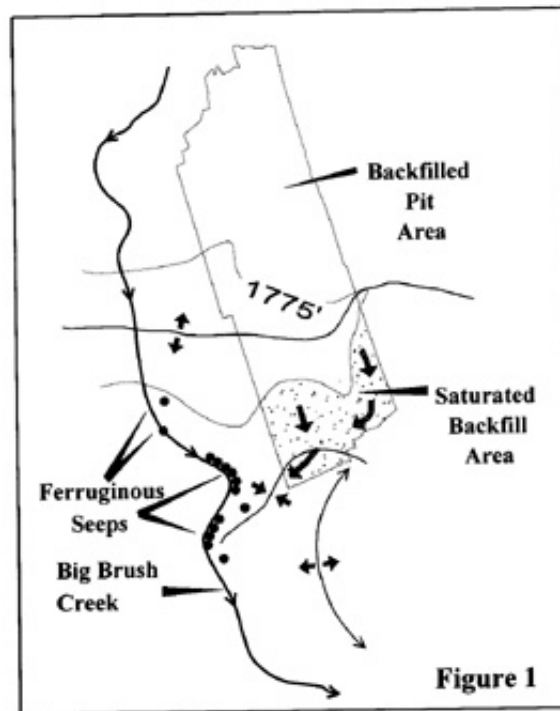 Backfilled
Pit
Area
1775'
Saturated
Backfill
Area
Ferruginous
Seeps
Big Brush
Creek
Figure 1